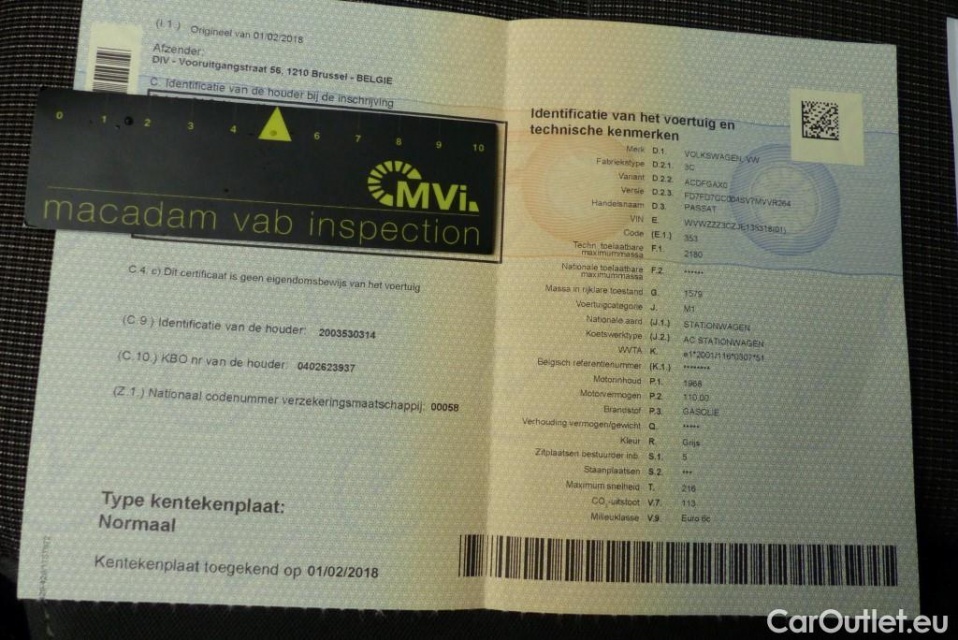 (I.1.) Origineel van 01/02/2018
Afzender:
DIV - Vooruitgangstraat 56, 1210 Brussel - BELGIE
C. Identificatie van de houder bij de inschrijving
0 1 2 3 4 6 7 8 9 10
MVi.
macadam vab inspection
C.4. c) Dit certificaat is geen eigendomsbewijs van het voertuig
(C.9.) Identificatie van de houder: 2003530314
(C.10.) KBO nr van de houder: 0402623937
(Z.1.) Nationaal codenummer verzekeringsmaatschappij: 00058
Type kentekenplaat:
Normaal
Kentekenplaat toegekend op 01/02/2018
Identificatie van het voertuig en
technische kenmerken
Merk D.1. VOLKSWAGEN, VW
Fabriekstype D.2.1. 3C
Variant D.2.2. ACDFGAX0
Versie D.2.3. FD7FD7GC004SV7MVVR264
Handelsnaam D.3. PASSAT
VIN E.
Code (E.1.) 353
Techn. toelaatbare maximummassa F.1. 2180
Nationale toelaatbare maximummassa F.2. ******
Massa in rijklare toestand G. 1579
Voertuigcategorie J. M1
Nationale aard (J.1.) STATIONWAGEN
Koetswerktype (J.2.) AC STATIONWAGEN
WVTA K. e1*2001/116*0307*51
Belgisch referentienummer (K.1.) ********
Motorinhoud P.1. 1968
Motorvermogen P.2. 110.00
Brandstof P.3. GASOLIE
Verhouding vermogen/gewicht Q. *****
Kleur R. Grijs
Zitplaatsen bestuurder inb. S.1. 5
Staanplaatsen S.2. ***
Maximum snelheid T. 216
CO₂-uitstoot V.7. 113
Milieuklasse V.9. Euro 6c
CarOutlet.eu